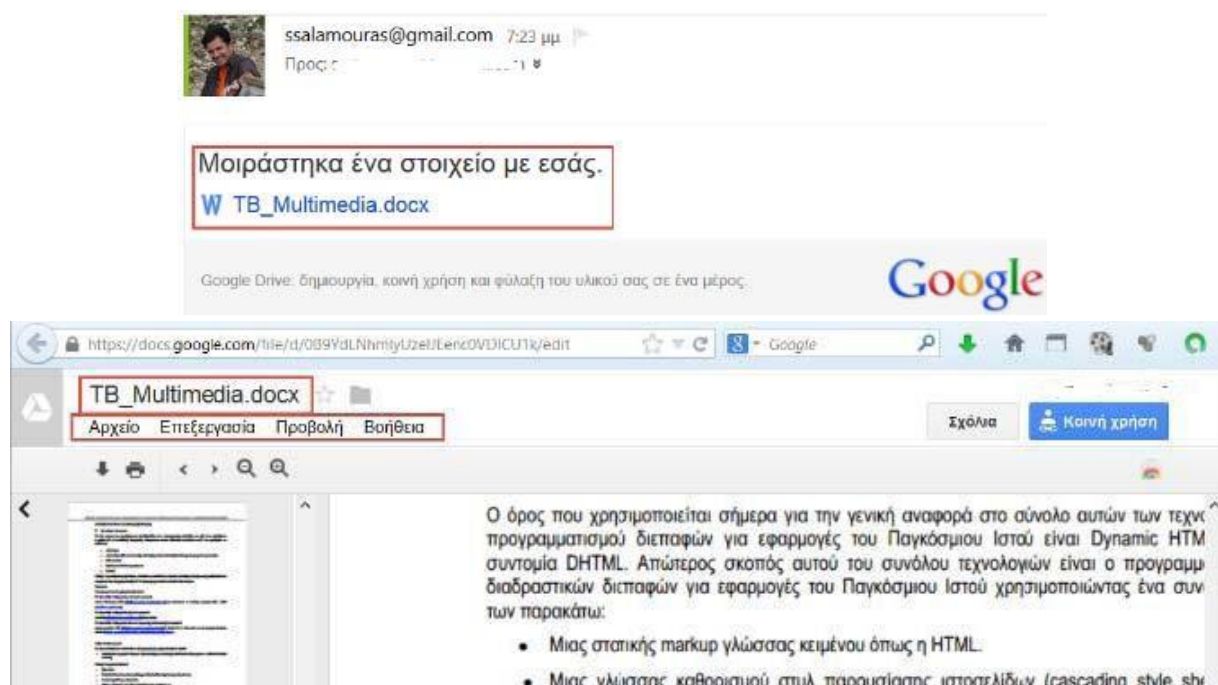 ssalamouras@gmail.com 7:23 μμ
Προς:
Μοιράστηκα ένα στοιχείο με εσάς.
W TB_Multimedia.docx
Google Drive: δημιουργία, κοινή χρήση και φύλαξη του υλικού σας σε ένα μέρος.
Google
https://docs.google.com/file/d/
/edit
Google
TB_Multimedia.docx
Αρχείο Επεξεργασία Προβολή Βοήθεια
Σχόλια
Κοινή χρήση
Ο όρος που χρησιμοποιείται σήμερα για την γενική αναφορά στο σύνολο αυτών των τεχνο
προγραμματισμού διεπαφών για εφαρμογές του Παγκόσμιου Ιστού είναι Dynamic HTM
συντομία DHTML. Απώτερος σκοπός αυτού του συνόλου τεχνολογιών είναι ο προγραμμ
διαδραστικών διεπαφών για εφαρμογές του Παγκόσμιου Ιστού χρησιμοποιώντας ένα συν
των παρακάτω:
• Μιας στατικής markup γλώσσας κειμένου όπως η HTML.
• Μιας γλώσσας καθορισμού στυλ παρουσίασης ιστοσελίδων (cascading style she